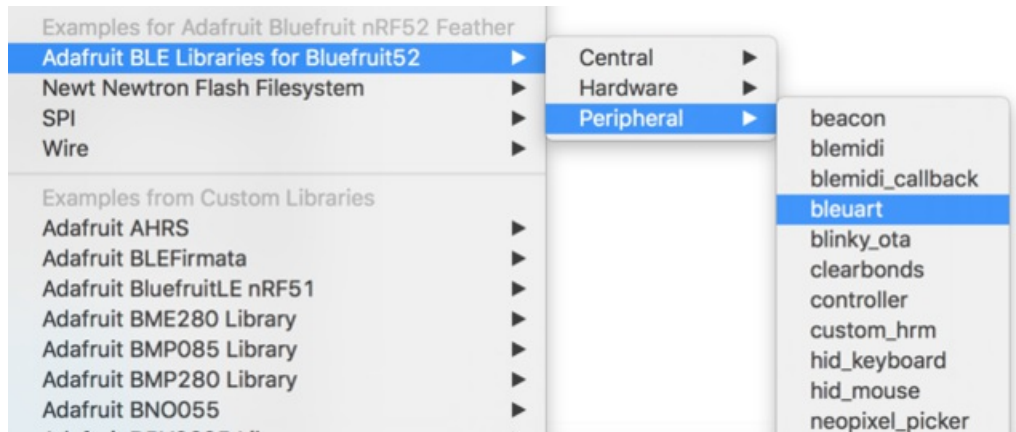 Examples for Adafruit Bluefruit nRF52 Feather
Adafruit BLE Libraries for Bluefruit52
Newt Newtron Flash Filesystem
SPI
Wire
Examples from Custom Libraries
Adafruit AHRS
Adafruit BLEFirmata
Adafruit BluefruitLE nRF51
Adafruit BME280 Library
Adafruit BMP085 Library
Adafruit BMP280 Library
Adafruit BNO055
Central
Hardware
Peripheral
beacon
blemidi
blemidi_callback
bleuart
blinky_ota
clearbonds
controller
custom_hrm
hid_keyboard
hid_mouse
neopixel_picker